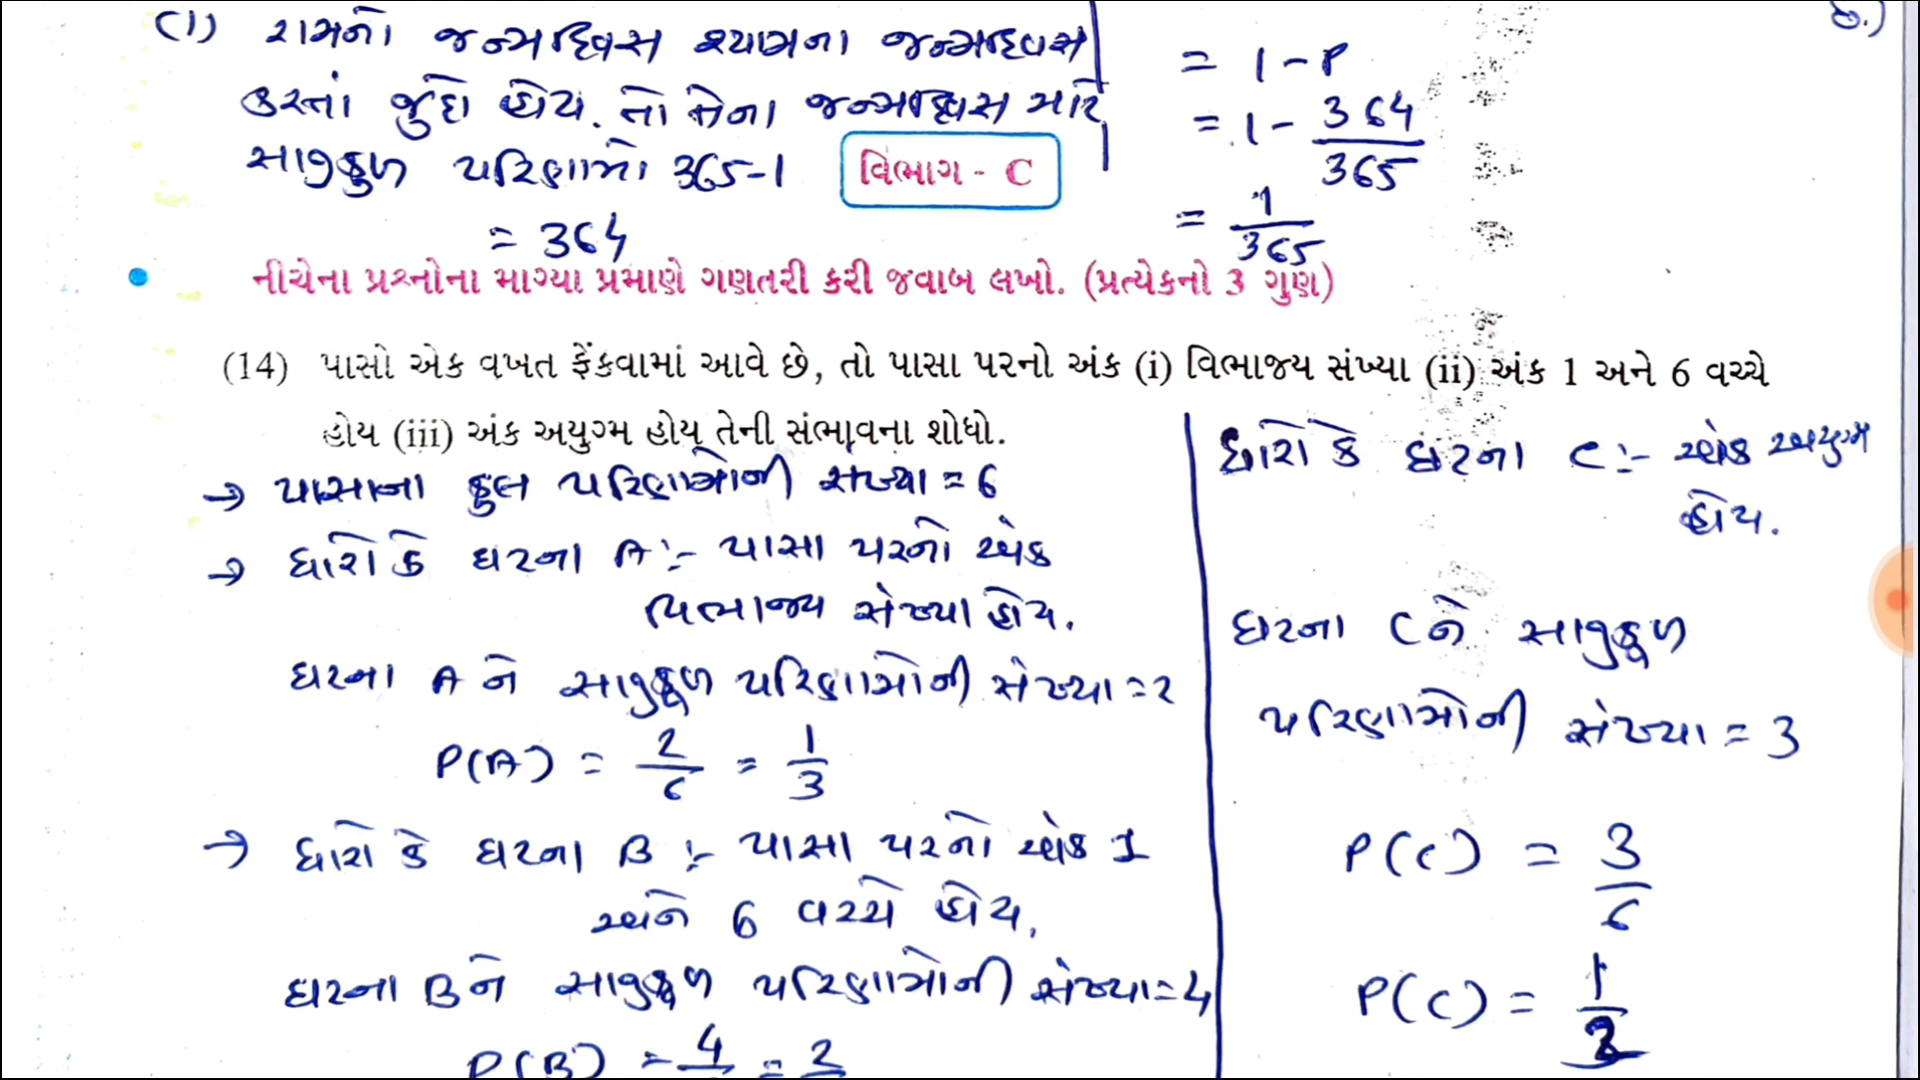 (1) રામનો જન્મદિવસ શ્યામના જન્મદિવસ
કરતાં જુદો હોય. તો તેના જન્મદિવસ માટે
સાનુકુળ પરિણામો 365-1
= 364
= 1 - P
= 1 - 364/365
= 1/365
વિભાગ - C
નીચેના પ્રશ્નોના માગ્યા પ્રમાણે ગણતરી કરી જવાબ લખો. (પ્રત્યેકનો 3 ગુણ)
(14) પાસો એક વખત ફેંકવામાં આવે છે, તો પાસા પરનો અંક (i) વિભાજ્ય સંખ્યા (ii) અંક 1 અને 6 વચ્ચે
હોય (iii) અંક અયુગ્મ હોય તેની સંભાવના શોધો.
→ પાસાના કુલ પરિણામોની સંખ્યા = 6
→ ધારો કે ઘટના A :- પાસા પરનો અંક
વિભાજ્ય સંખ્યા હોય.
ઘટના A ને સાનુકુળ પરિણામોની સંખ્યા = 2
P(A) = 2/6 = 1/3
→ ધારો કે ઘટના B :- પાસા પરનો અંક 1
અને 6 વચ્ચે હોય.
ઘટના B ને સાનુકુળ પરિણામોની સંખ્યા = 4
P(B) = 4 = 2
ધારો કે ઘટના C :- અંક અયુગ્મ
હોય.
ઘટના C ને સાનુકૂળ
પરિણામોની સંખ્યા = 3
P(C) = 3/6
P(C) = 1/2